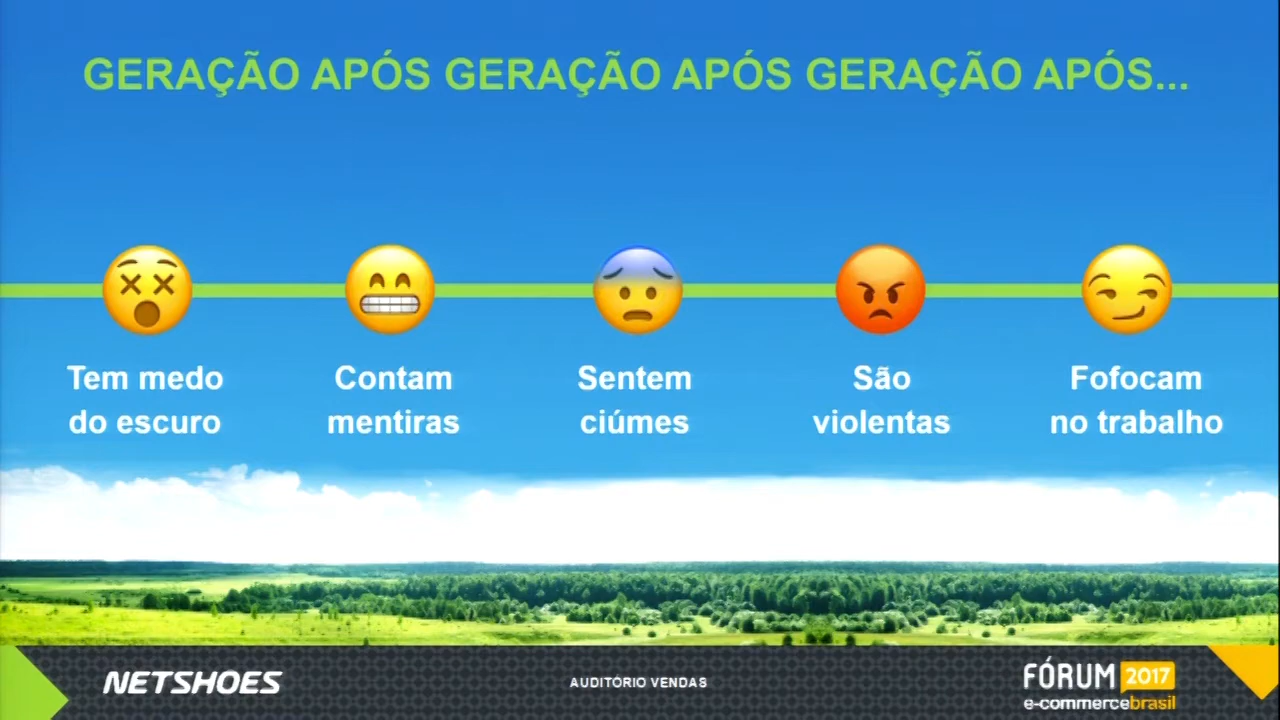 GERAÇÃO APÓS GERAÇÃO APÓS GERAÇÃO APÓS...
Tem medo
do escuro
Contam
mentiras
Sentem
ciúmes
São
violentas
Fofocam
no trabalho
NETSHOES
AUDITÓRIO VENDAS
FÓRUM 2017
e-commercebrasil